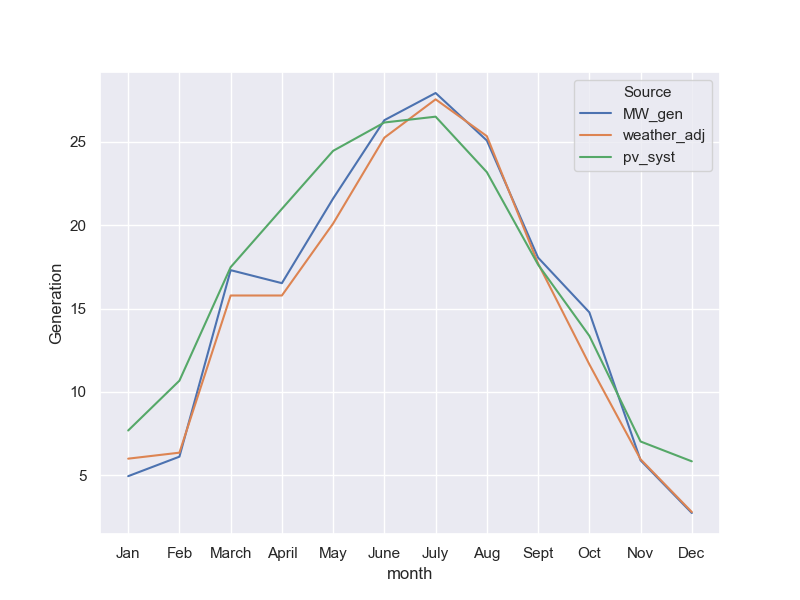 Source
MW_gen
weather_adj
pv_syst
25
20
15
10
5
Generation
Jan Feb March April May June July Aug Sept Oct Nov Dec
month